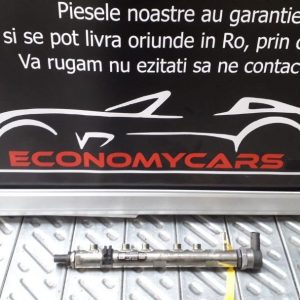 Piesele noastre au garantie
si se pot livra oriunde in Ro, prin
Va rugam nu ezitati sa ne contac
ECONOMYCARS